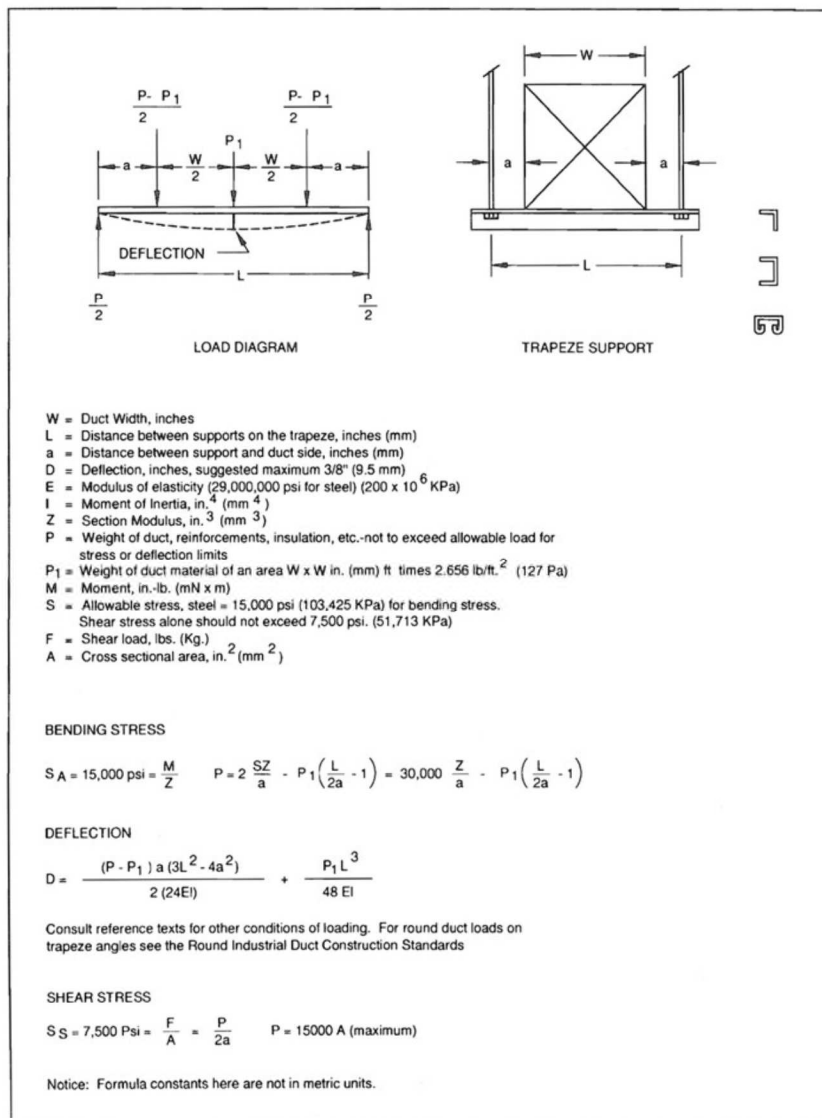 W
P- P1
2
P- P1
2
P1
a
W
2
W
2
a
a
a
DEFLECTION
L
L
P
2
P
2
LOAD DIAGRAM
TRAPEZE SUPPORT
W = Duct Width, inches
L = Distance between supports on the trapeze, inches (mm)
a = Distance between support and duct side, inches (mm)
D = Deflection, inches, suggested maximum 3/8" (9.5 mm)
E = Modulus of elasticity (29,000,000 psi for steel) (200 x 10^6 KPa)
I = Moment of Inertia, in.^4 (mm^4)
Z = Section Modulus, in.^3 (mm^3)
P = Weight of duct, reinforcements, insulation, etc.-not to exceed allowable load for
stress or deflection limits
P1 = Weight of duct material of an area W x W in. (mm) ft times 2.656 lb/ft.^2 (127 Pa)
M = Moment, in.-lb. (mN x m)
S = Allowable stress, steel = 15,000 psi (103,425 KPa) for bending stress.
Shear stress alone should not exceed 7,500 psi. (51,713 KPa)
F = Shear load, lbs. (Kg.)
A = Cross sectional area, in.^2 (mm^2)
BENDING STRESS
S A = 15,000 psi = M/Z P = 2 SZ/a - P1(L/2a - 1) = 30,000 Z/a - P1(L/2a - 1)
DEFLECTION
D = (P - P1) a (3L^2 - 4a^2) / 2 (24EI) + P1 L^3 / 48 EI
Consult reference texts for other conditions of loading. For round duct loads on
trapeze angles see the Round Industrial Duct Construction Standards
SHEAR STRESS
S S = 7,500 Psi = F/A = P/2a P = 15000 A (maximum)
Notice: Formula constants here are not in metric units.